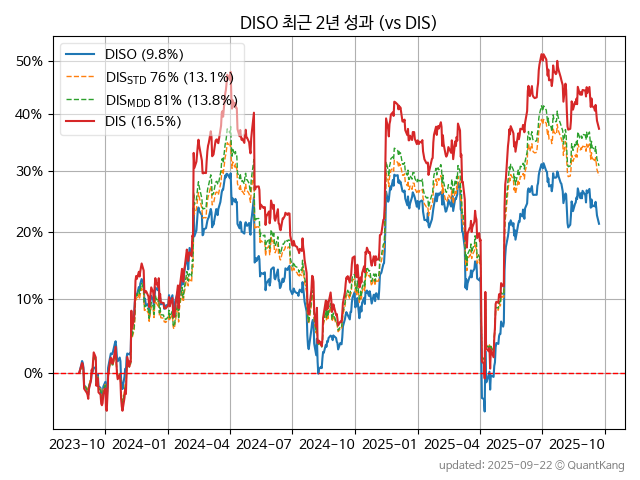 DISO 최근 2년 성과 (vs DIS)
DISO (9.8%)
DIS_STD 76% (13.1%)
DIS_MDD 81% (13.8%)
DIS (16.5%)
50%
40%
30%
20%
10%
0%
2023-10 2024-01 2024-04 2024-07 2024-10 2025-01 2025-04 2025-07 2025-10
updated: 2025-09-22 © QuantKang